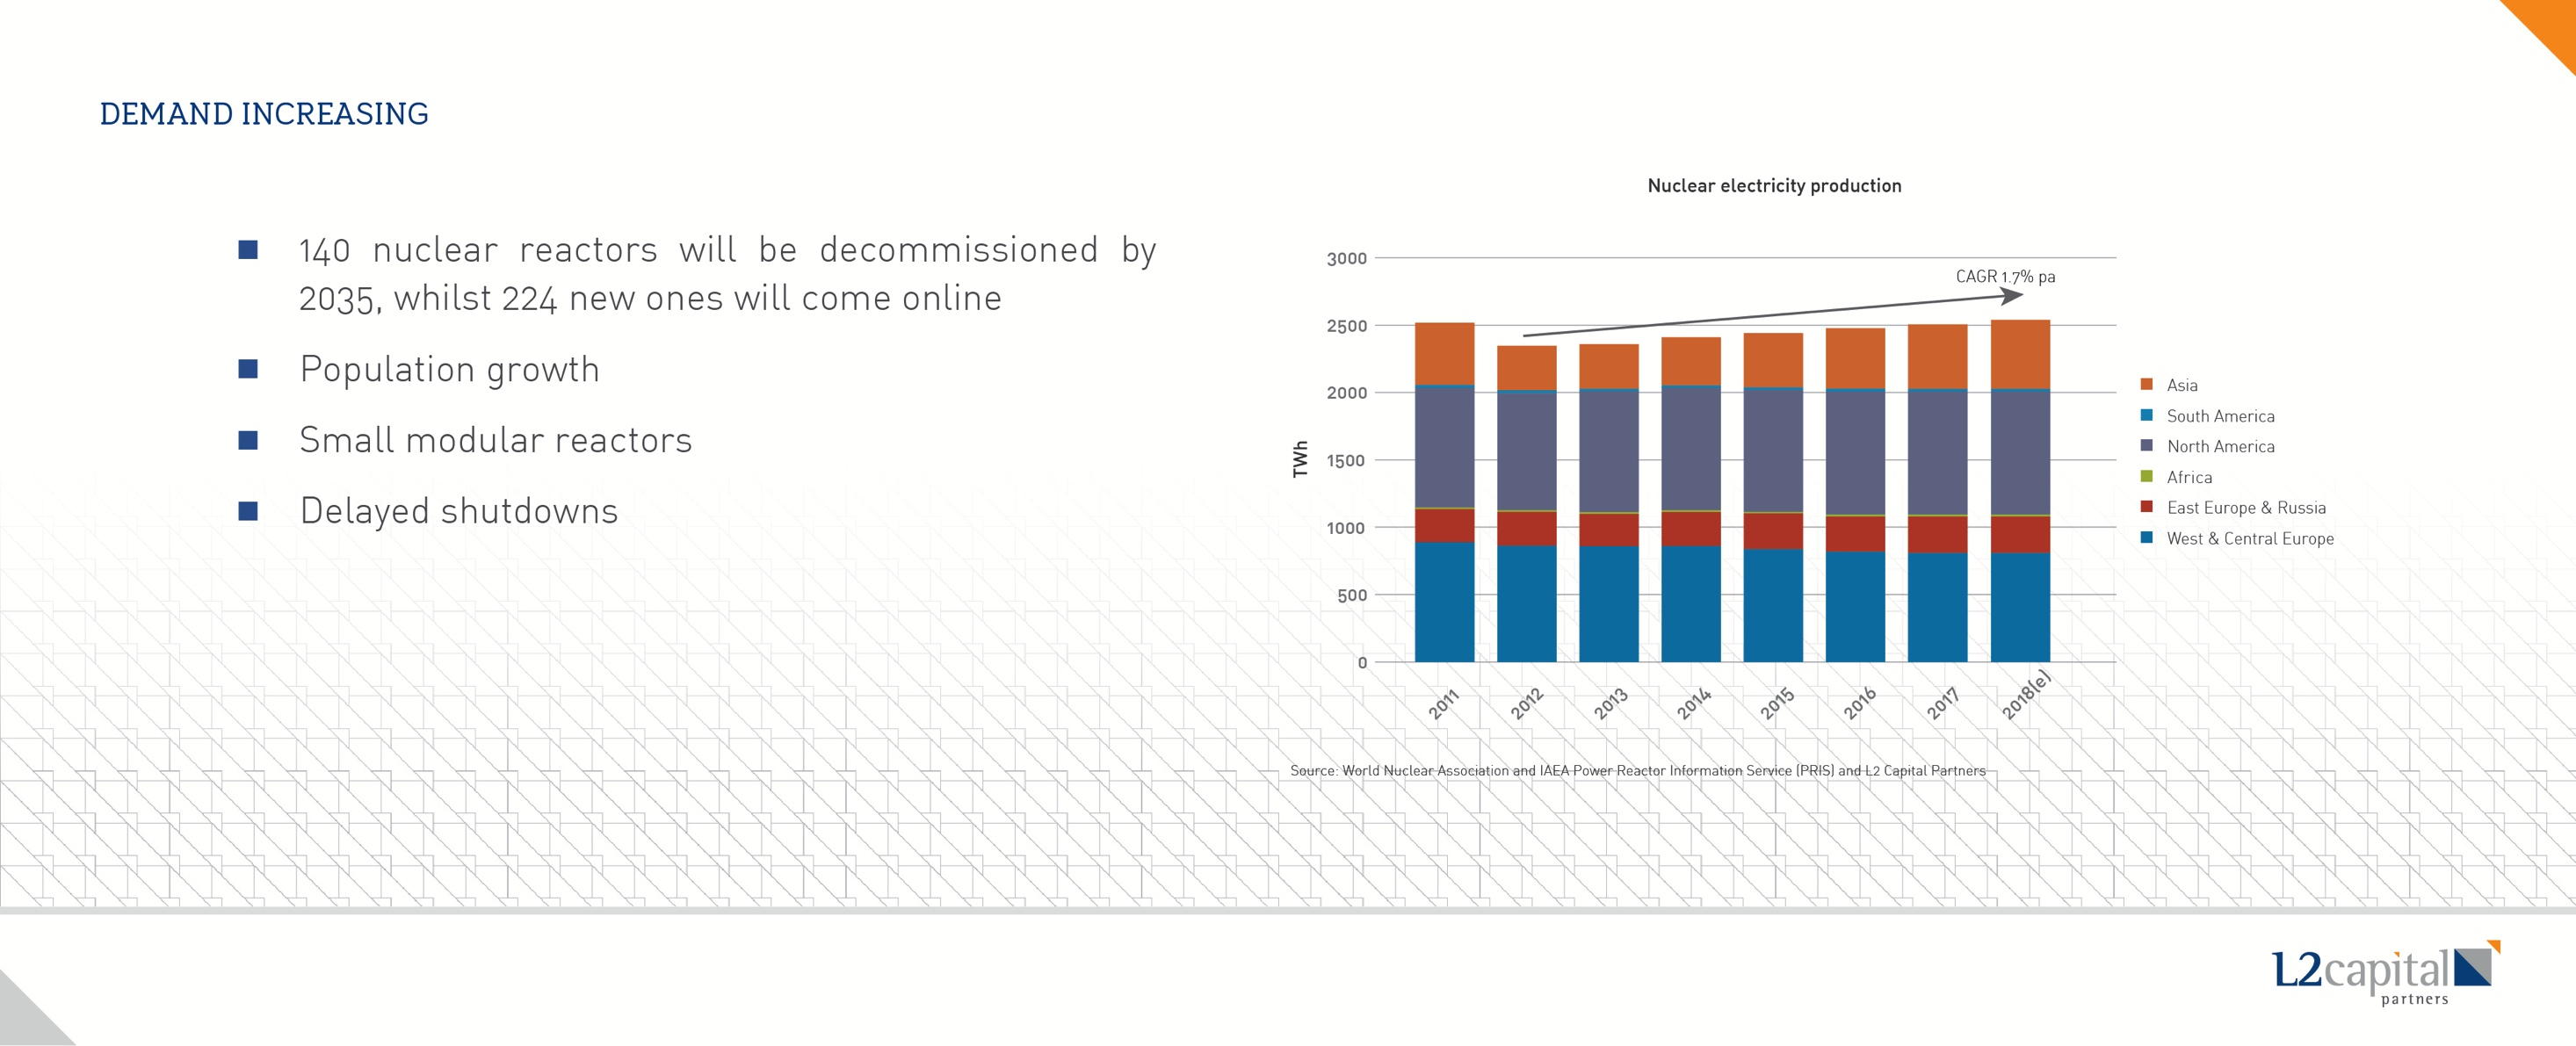 DEMAND INCREASING
140 nuclear reactors will be decommissioned by
2035, whilst 224 new ones will come online
Population growth
Small modular reactors
Delayed shutdowns
Nuclear electricity production
3000
2500
2000
1500
1000
500
0
TWh
CAGR 1.7% pa
2011
2012
2013
2014
2015
2016
2017
2018(e)
Asia
South America
North America
Africa
East Europe & Russia
West & Central Europe
Source: World Nuclear Association and IAEA Power Reactor Information Service (PRIS) and L2 Capital Partners
L2capital
partners